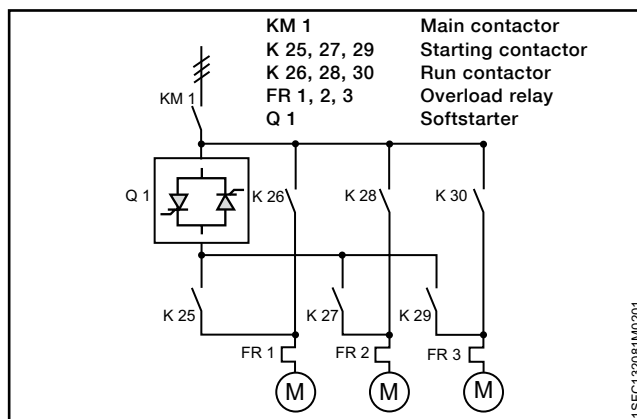 KM 1 Main contactor
K 25, 27, 29 Starting contactor
K 26, 28, 30 Run contactor
FR 1, 2, 3 Overload relay
Q 1 Softstarter
KM 1
Q 1
K 26
K 28
K 30
K 25
K 27
K 29
FR 1
FR 2
FR 3
M
M
M
1SFC132081M0201